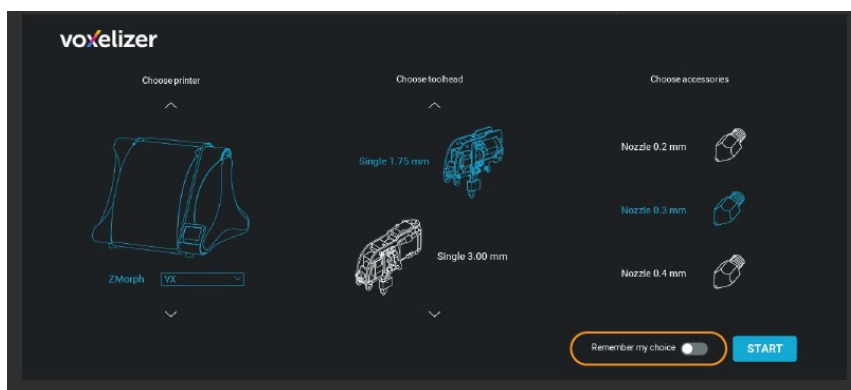 voxelizer
Choose printer
Choose toolhead
Choose accessories
Single 1.75 mm
Single 3.00 mm
Nozzle 0.2 mm
Nozzle 0.3 mm
Nozzle 0.4 mm
ZMorph VX
Remember my choice
START